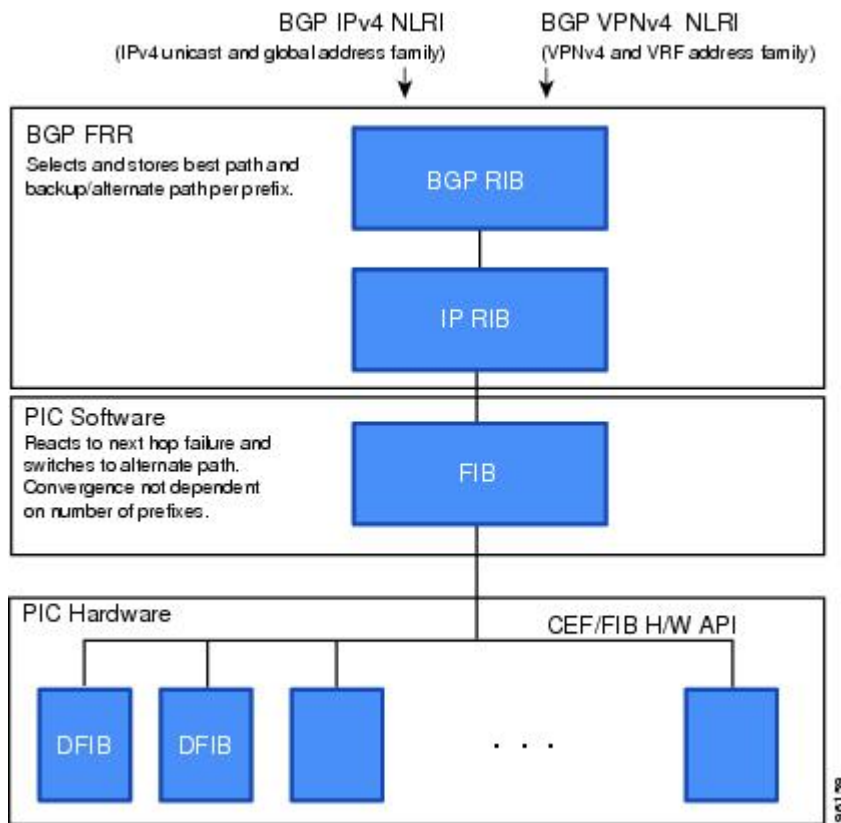 BGP IPv4 NLRI
(IPv4 unicast and global address family)
BGP VPNv4 NLRI
(VPNv4 and VRF address family)
BGP FRR
Selects and stores best path and
backup/alternate path per prefix.
BGP RIB
IP RIB
PIC Software
Reacts to next hop failure and
switches to alternate path.
Convergence not dependent
on number of prefixes.
FIB
PIC Hardware
CEF/FIB H/W API
DFIB
DFIB
. . .